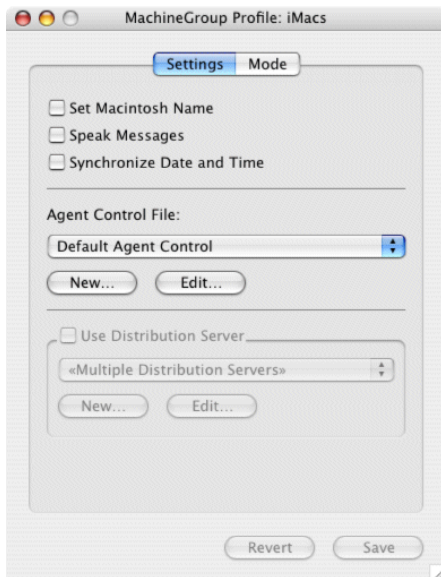 MachineGroup Profile: iMacs
Settings Mode
Set Macintosh Name
Speak Messages
Synchronize Date and Time
Agent Control File:
Default Agent Control
New... Edit...
Use Distribution Server
«Multiple Distribution Servers»
New... Edit...
Revert Save